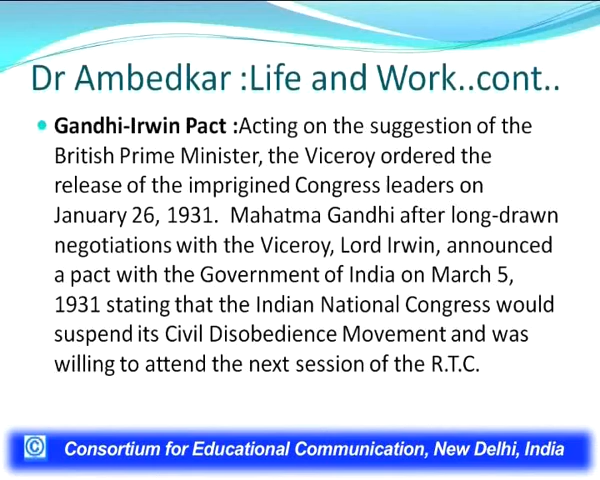 Dr Ambedkar :Life and Work..cont..
Gandhi-Irwin Pact :Acting on the suggestion of the
British Prime Minister, the Viceroy ordered the
release of the imprigined Congress leaders on
January 26, 1931.  Mahatma Gandhi after long-drawn
negotiations with the Viceroy, Lord Irwin, announced
a pact with the Government of India on March 5,
1931 stating that the Indian National Congress would
suspend its Civil Disobedience Movement and was
willing to attend the next session of the R.T.C.
© Consortium for Educational Communication, New Delhi, India